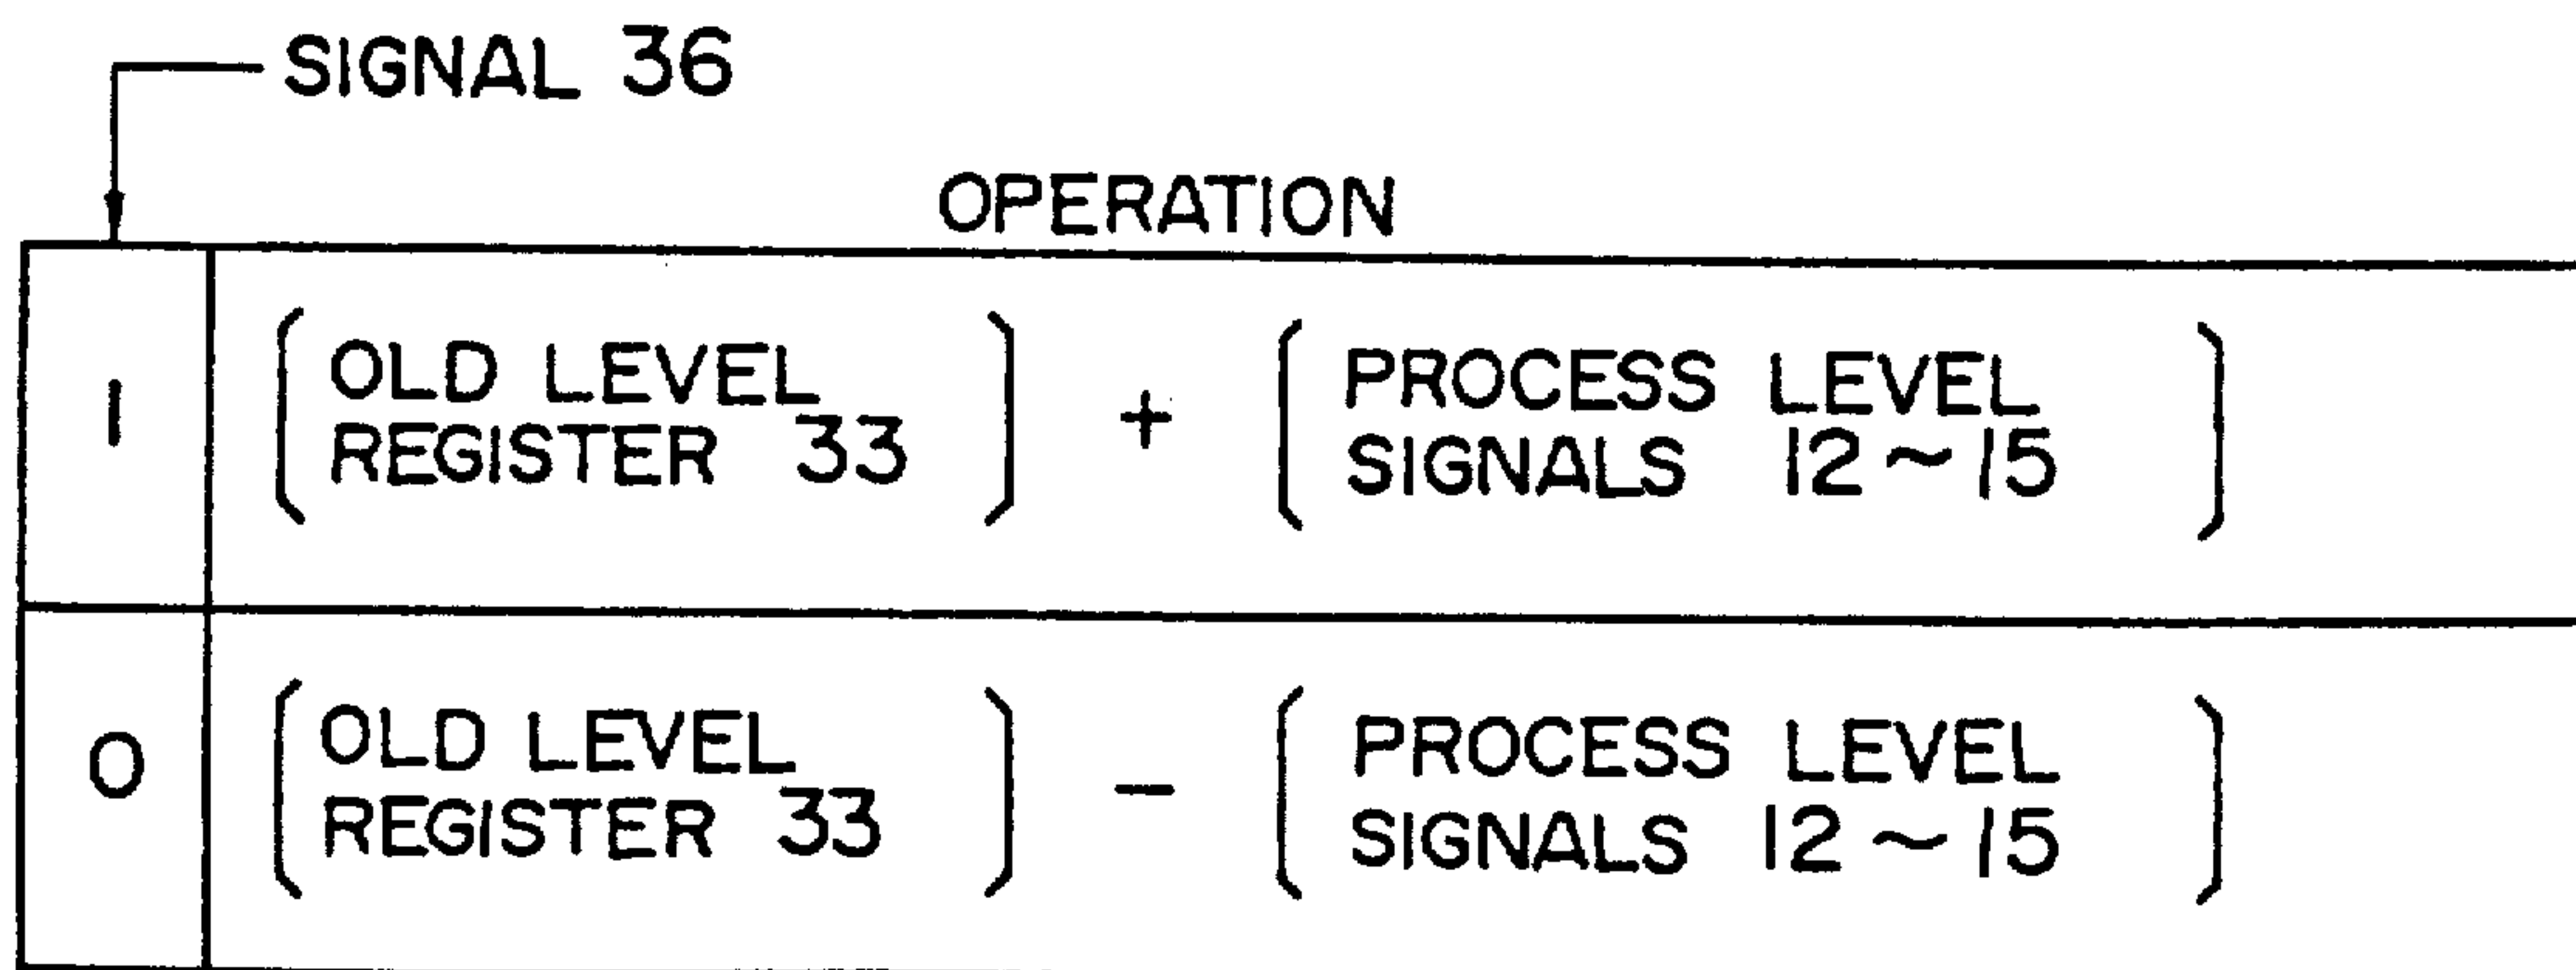 SIGNAL 36
OPERATION
1 ( OLD LEVEL REGISTER 33 ) + ( PROCESS LEVEL SIGNALS 12~15 )
0 ( OLD LEVEL REGISTER 33 ) - ( PROCESS LEVEL SIGNALS 12~15 )